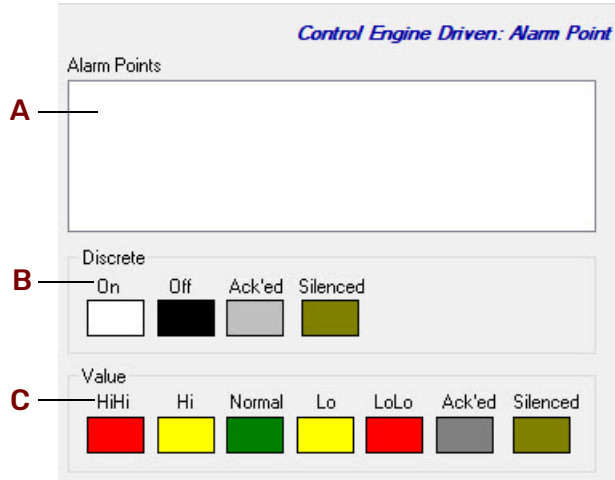 Control Engine Driven: Alarm Point
Alarm Points
A
Discrete
B
On Off Ack'ed Silenced
Value
C
HiHi Hi Normal Lo LoLo Ack'ed Silenced